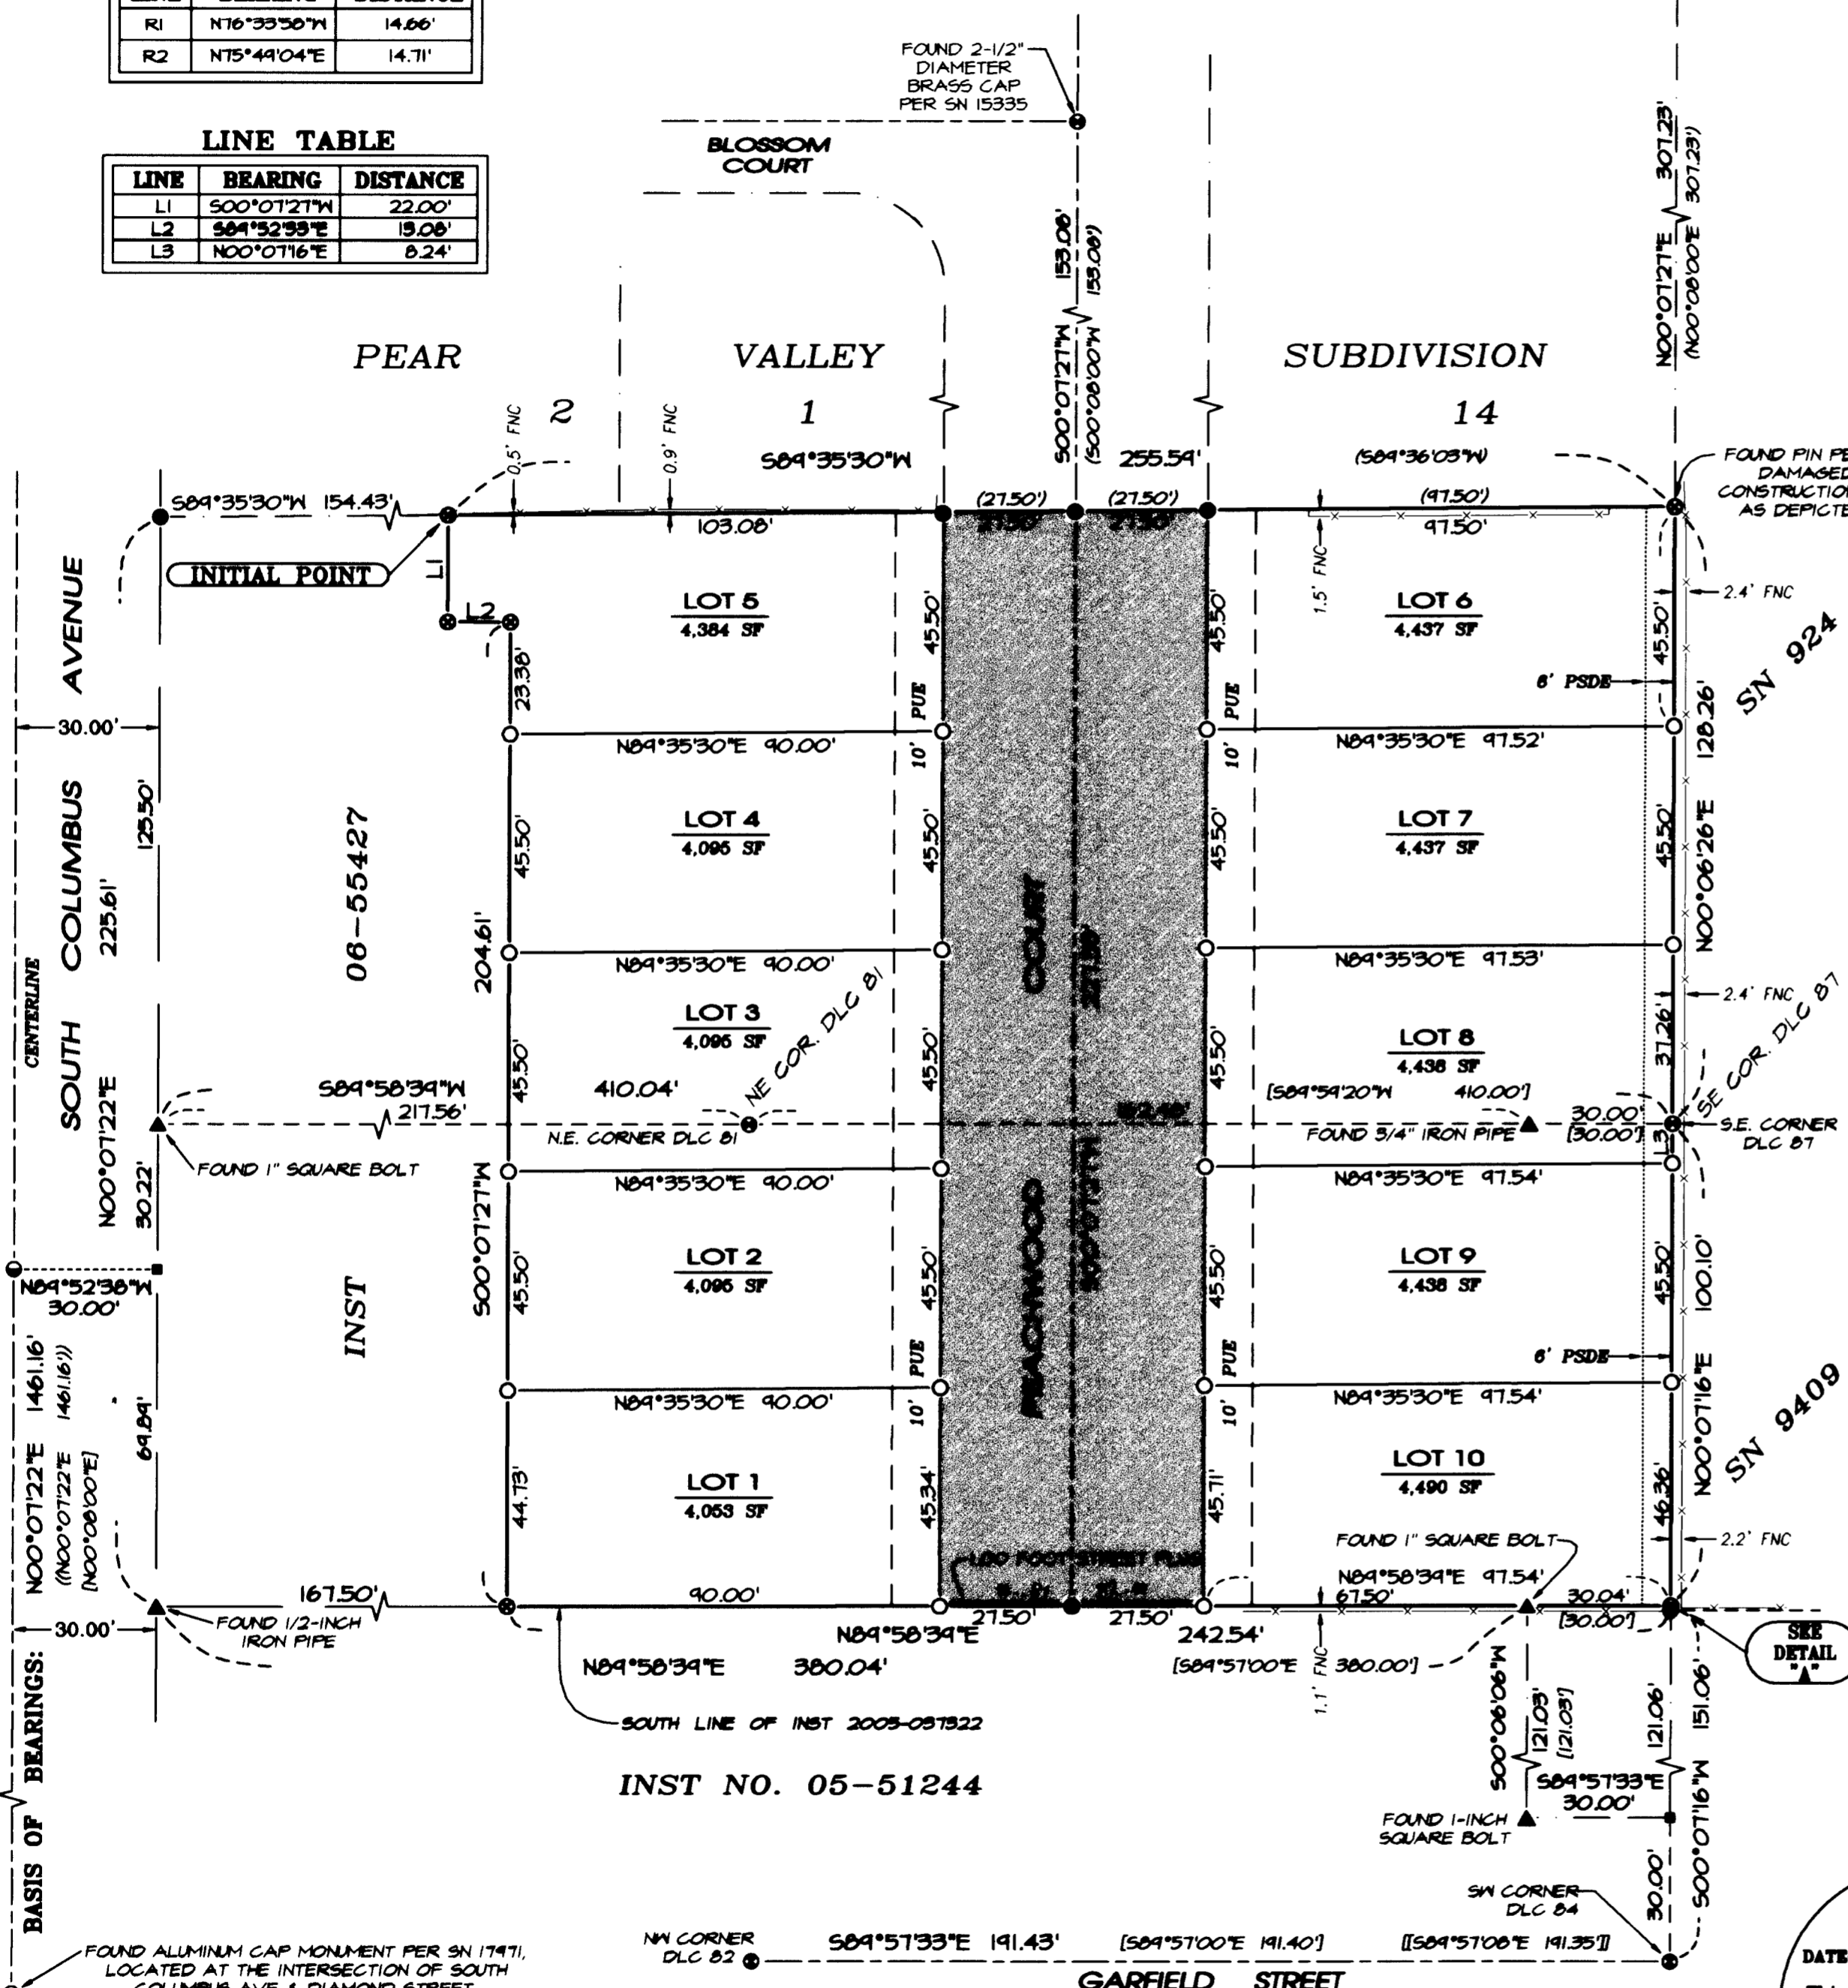 R1 N76°33'58"W 14.66'
R2 N75°49'04"E 14.71'
LINE TABLE
LINE BEARING DISTANCE
L1 S00°07'27"W 22.00'
L2 S89°52'33"E 13.08'
L3 N00°07'16"E 8.24'
FOUND 2-1/2"
DIAMETER
BRASS CAP
PER SN 15335
BLOSSOM
COURT
S00°07'27"W 153.08'
(S00°08'00"W 153.08')
N00°07'27"E 307.23'
(N00°08'00"E 307.23')
PEAR VALLEY SUBDIVISION
2 1 14
0.5' FNC
0.9' FNC
S89°35'30"W 255.59'
(S89°36'03"W)
FOUND PIN
DAMAGED
AS
S89°35'30"W 154.43'
103.08'
(27.50') (27.50')
(97.50')
97.50'
INITIAL POINT
L1
L2
1.5' FNC
2.4' FNC
SN 924
LOT 5
4,384 SF
LOT 6
4,437 SF
45.50'
45.50'
45.50'
23.38'
6' PSDE
10' PUE
10' PUE
128.26'
N00°06'26"E
SOUTH COLUMBUS AVENUE
CENTERLINE
30.00'
125.50'
N00°07'22"E 225.61'
INST 06-55427
N89°35'30"E 90.00'
N89°35'30"E 97.52'
LOT 4
4,095 SF
LOT 7
4,437 SF
45.50'
45.50'
45.50'
45.50'
S00°07'27"W 204.61'
PEACHWOOD COURT
N89°35'30"E 90.00'
N89°35'30"E 97.53'
LOT 3
4,095 SF
LOT 8
4,438 SF
45.50'
45.50'
45.50'
37.26'
2.4' FNC
NE COR. DLC 81
SE COR. DLC 87
S89°58'39"W 410.04'
[S89°59'20"W 410.00']
217.56'
N.E. CORNER DLC 81
FOUND 3/4" IRON PIPE
30.00'
[30.00']
L3
S.E. CORNER
DLC 87
FOUND 1" SQUARE BOLT
30.22'
N89°35'30"E 90.00'
N89°35'30"E 97.54'
LOT 2
4,095 SF
LOT 9
4,438 SF
45.50'
45.50'
45.50'
45.50'
N89°52'38"W
30.00'
6' PSDE
10' PUE
10' PUE
N00°07'16"E 100.10'
SN 9409
N00°07'22"E 1461.16'
((N00°07'22"E 1461.16'))
[N00°08'00"E]
69.89'
N89°35'30"E 90.00'
N89°35'30"E 97.54'
LOT 1
4,053 SF
LOT 10
4,490 SF
44.73'
45.34'
45.71'
46.36'
1.00 FOOT STREET PLUG
FOUND 1" SQUARE BOLT
2.2' FNC
N89°58'39"E 97.54'
67.50'
30.04'
[30.00']
167.50'
90.00'
27.50' 27.50'
30.00'
FOUND 1/2-INCH
IRON PIPE
N89°58'39"E 242.54'
N89°58'39"E 380.04'
[S89°57'00"E 380.00']
1.1' FNC
SEE
DETAIL
"A"
SOUTH LINE OF INST 2005-037322
INST NO. 05-51244
S00°06'06"W
121.03'
[121.03']
121.06'
S00°07'16"W 151.06'
S89°57'33"E
30.00'
FOUND 1-INCH
SQUARE BOLT
30.00'
SW CORNER
DLC 84
BASIS OF BEARINGS:
NW CORNER
DLC 82
S89°57'33"E 191.43'
[S89°57'00"E 191.40']
[[S89°57'08"E 191.35']]
GARFIELD STREET
FOUND ALUMINUM CAP MONUMENT PER SN 17971,
LOCATED AT THE INTERSECTION OF SOUTH
COLUMBUS AVE & DIAMOND STREET
DATE